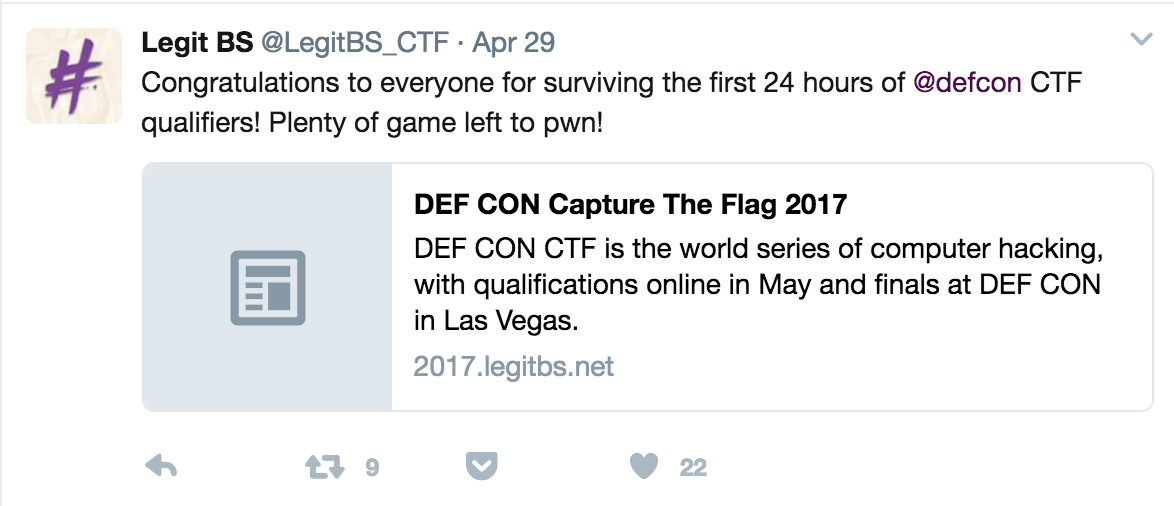 Legit BS @LegitBS_CTF · Apr 29
Congratulations to everyone for surviving the first 24 hours of @defcon CTF
qualifiers! Plenty of game left to pwn!
DEF CON Capture The Flag 2017
DEF CON CTF is the world series of computer hacking,
with qualifications online in May and finals at DEF CON
in Las Vegas.
2017.legitbs.net
9 22